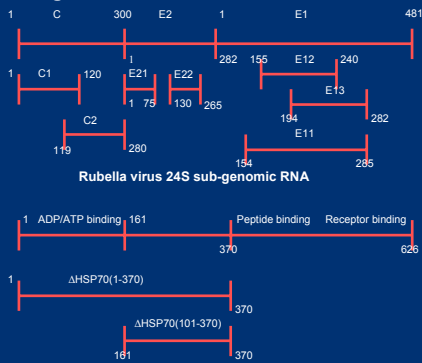 1 C 300 E2 1 E1 481
1 282 155 E12 240
1 C1 120 E21 E22
1 75 130 265 E13
194 282
C2 E11
119 280 154 285
Rubella virus 24S sub-genomic RNA
1 ADP/ATP binding 161 Peptide binding Receptor binding
370 626
1 ΔHSP70(1-370)
370
ΔHSP70(101-370)
161 370